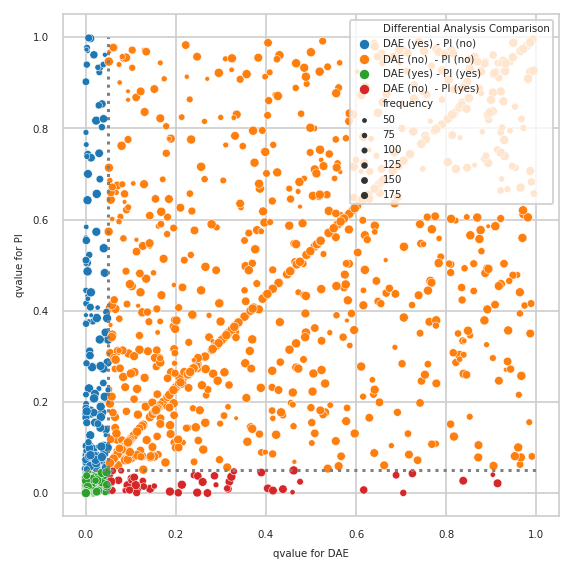 Differential Analysis Comparison
DAE (yes) - PI (no)
DAE (no)  - PI (no)
DAE (yes) - PI (yes)
DAE (no)  - PI (yes)
frequency
50
75
100
125
150
175
1.0
0.8
0.6
0.4
0.2
0.0
qvalue for PI
0.0 0.2 0.4 0.6 0.8 1.0
qvalue for DAE